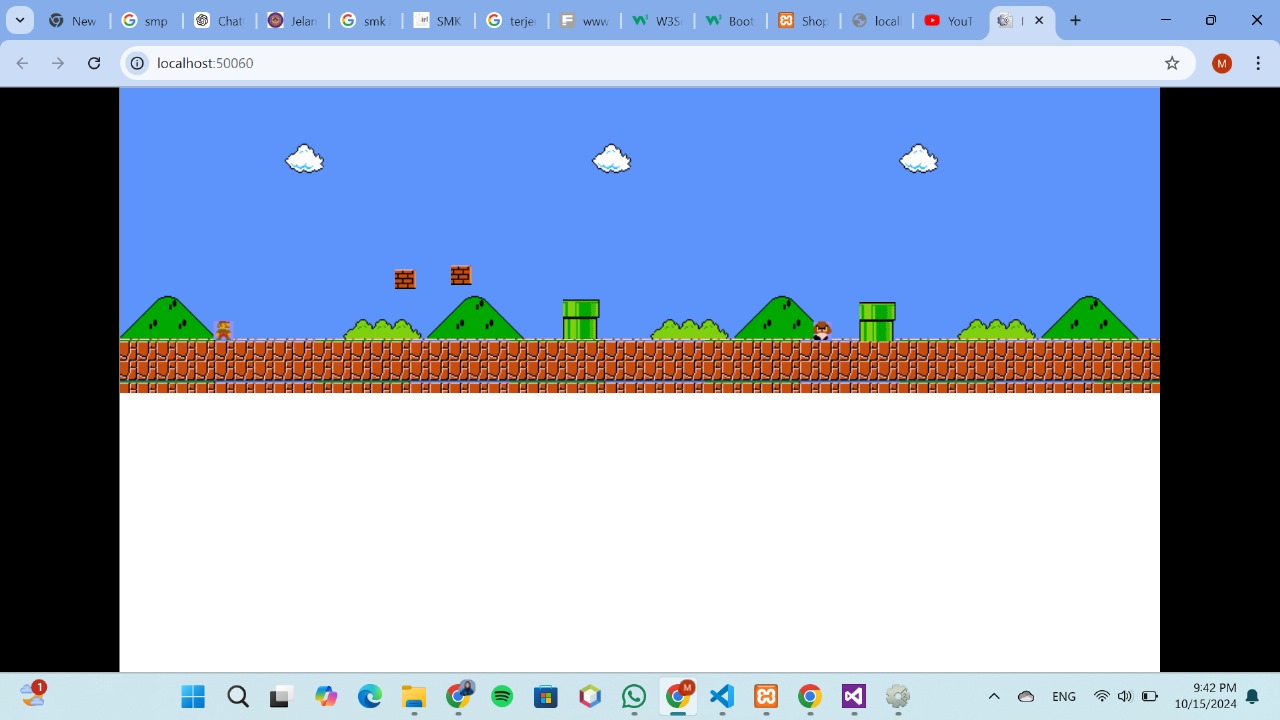 New
smp
Chat
Jelan
smk
SMK
terje
www
W3S
Boot
Shop
local
YouT
localhost:50060
M
1
M
ENG
9:42 PM
10/15/2024